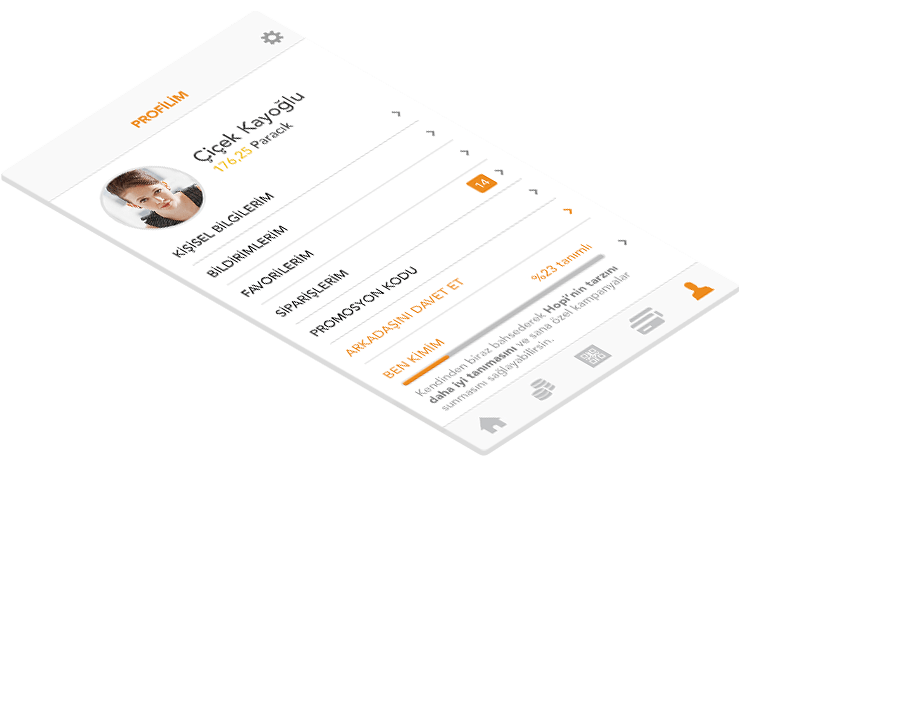 PROFİLİM
Çiçek Kayoğlu
176,25 Paracık
KİŞİSEL BİLGİLERİM
BİLDİRİMLERİM
FAVORİLERİM
SİPARİŞLERİM
14
PROMOSYON KODU
ARKADAŞINI DAVET ET
BEN KİMİM
%23 tanımlı
Kendinden biraz bahsederek Hopi'nin tarzını
daha iyi tanımasını ve sana özel kampanyalar
sunmasını sağlayabilirsin.